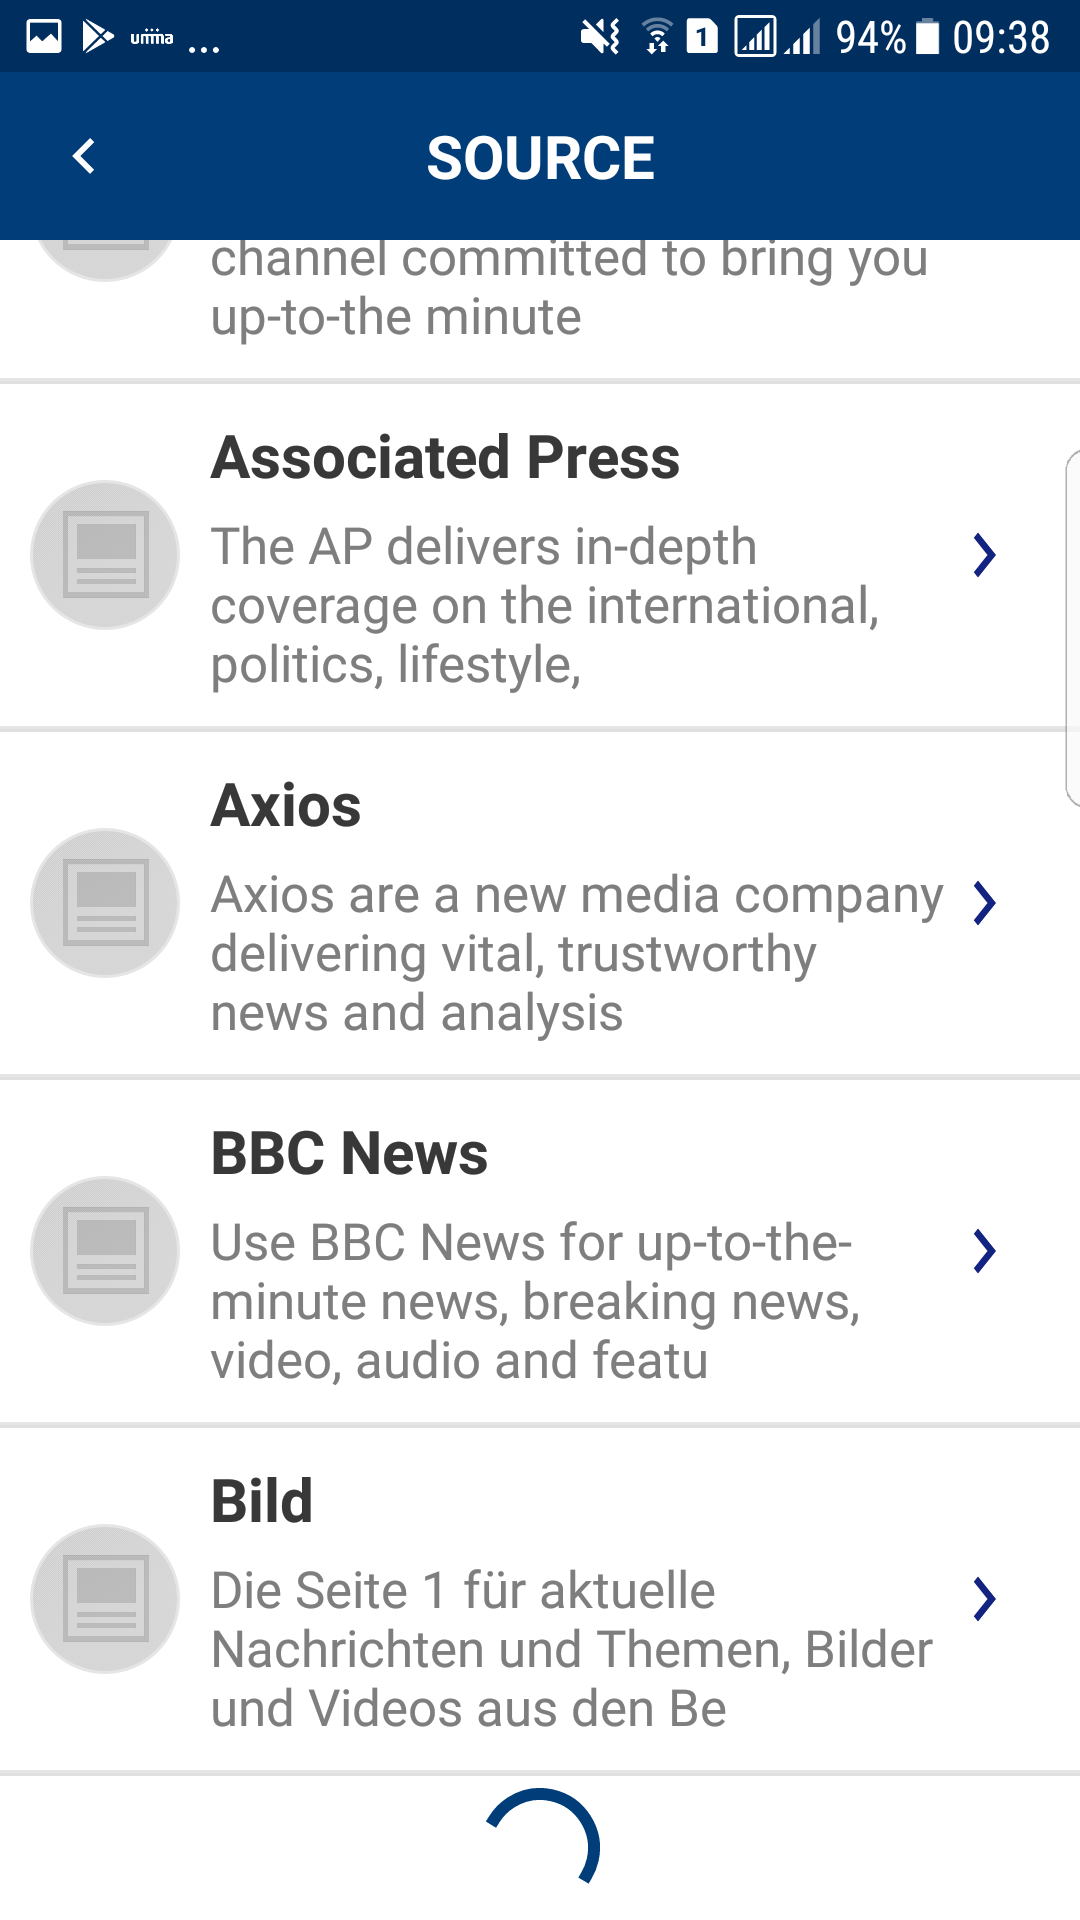 umma ... 1 94% 09:38
SOURCE
channel committed to bring you
up-to-the minute
Associated Press
The AP delivers in-depth
coverage on the international,
politics, lifestyle,
Axios
Axios are a new media company
delivering vital, trustworthy
news and analysis
BBC News
Use BBC News for up-to-the-
minute news, breaking news,
video, audio and featu
Bild
Die Seite 1 für aktuelle
Nachrichten und Themen, Bilder
und Videos aus den Be